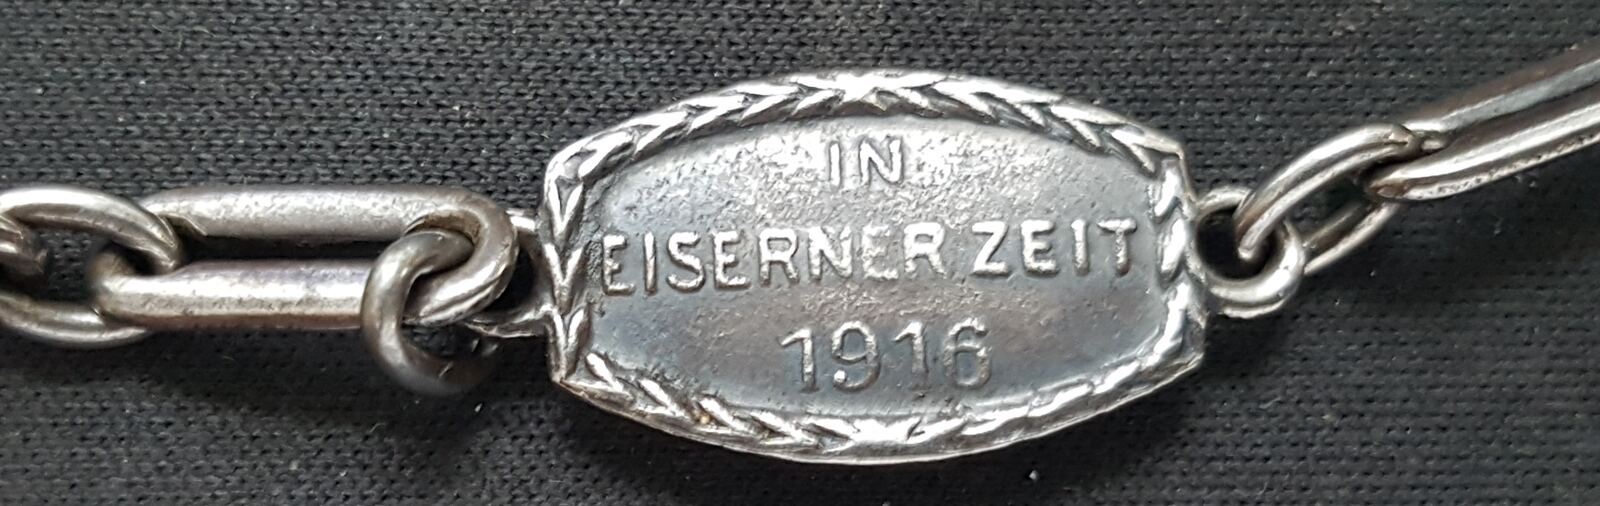 IN
EISERNER ZEIT
1916